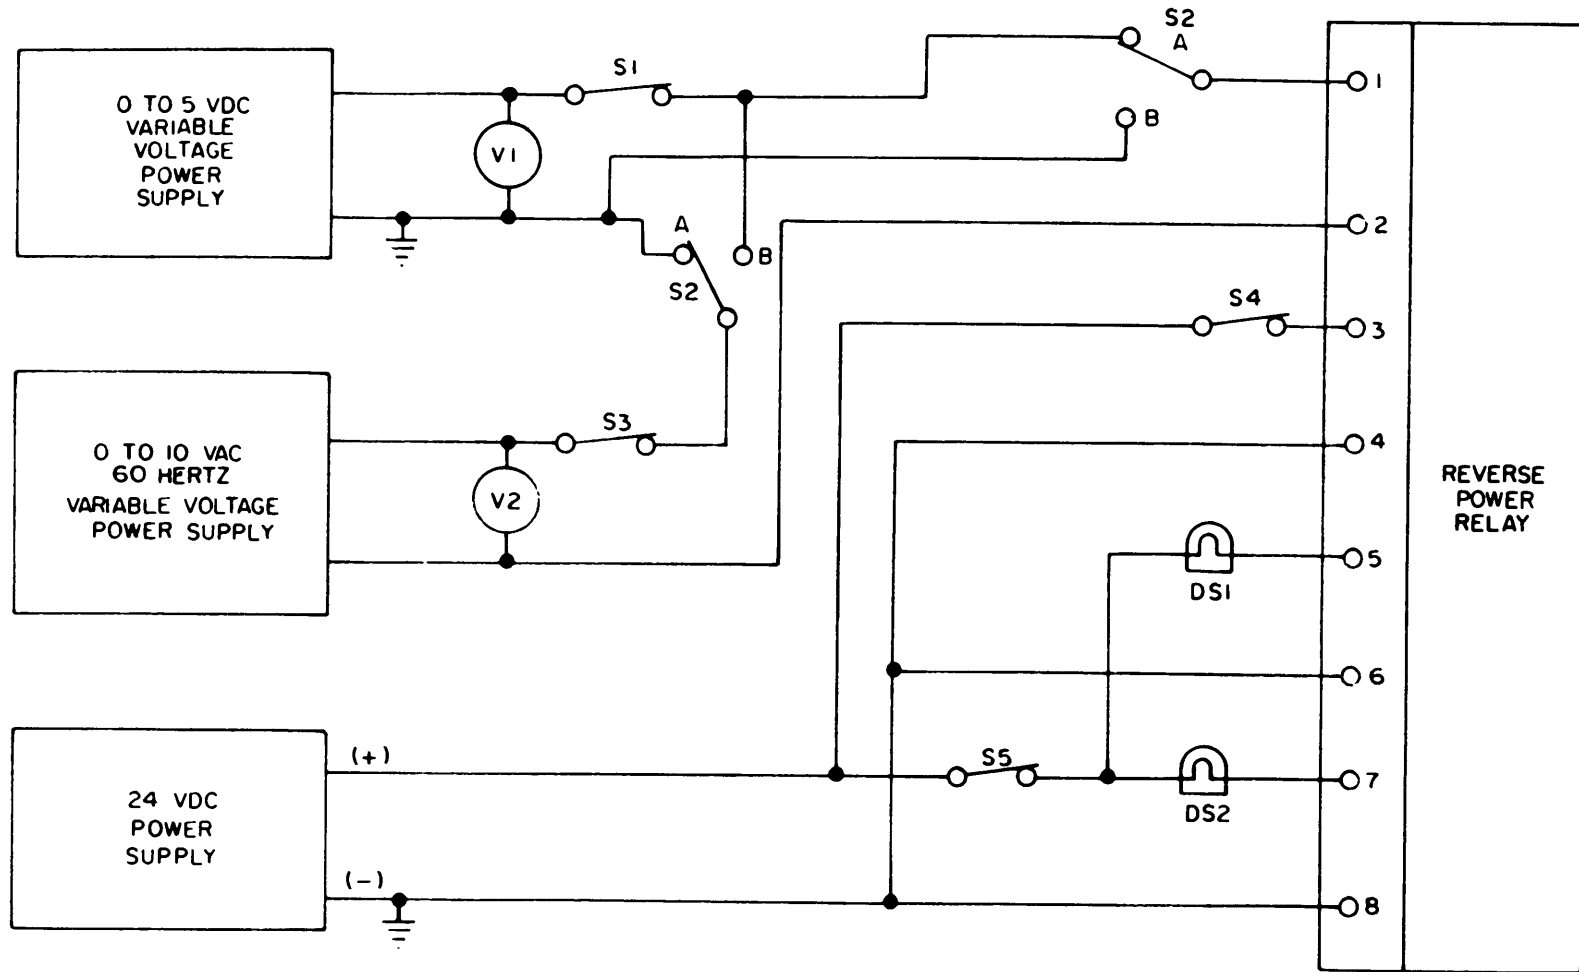 S2
A
S1
0 TO 5 VDC
VARIABLE
VOLTAGE
POWER
SUPPLY
V1
B
1
A
B
S2
2
S4
3
0 TO 10 VAC
60 HERTZ
VARIABLE VOLTAGE
POWER SUPPLY
S3
V2
4
REVERSE
POWER
RELAY
5
DS1
6
24 VDC
POWER
SUPPLY
(+)
S5
7
DS2
(-)
8